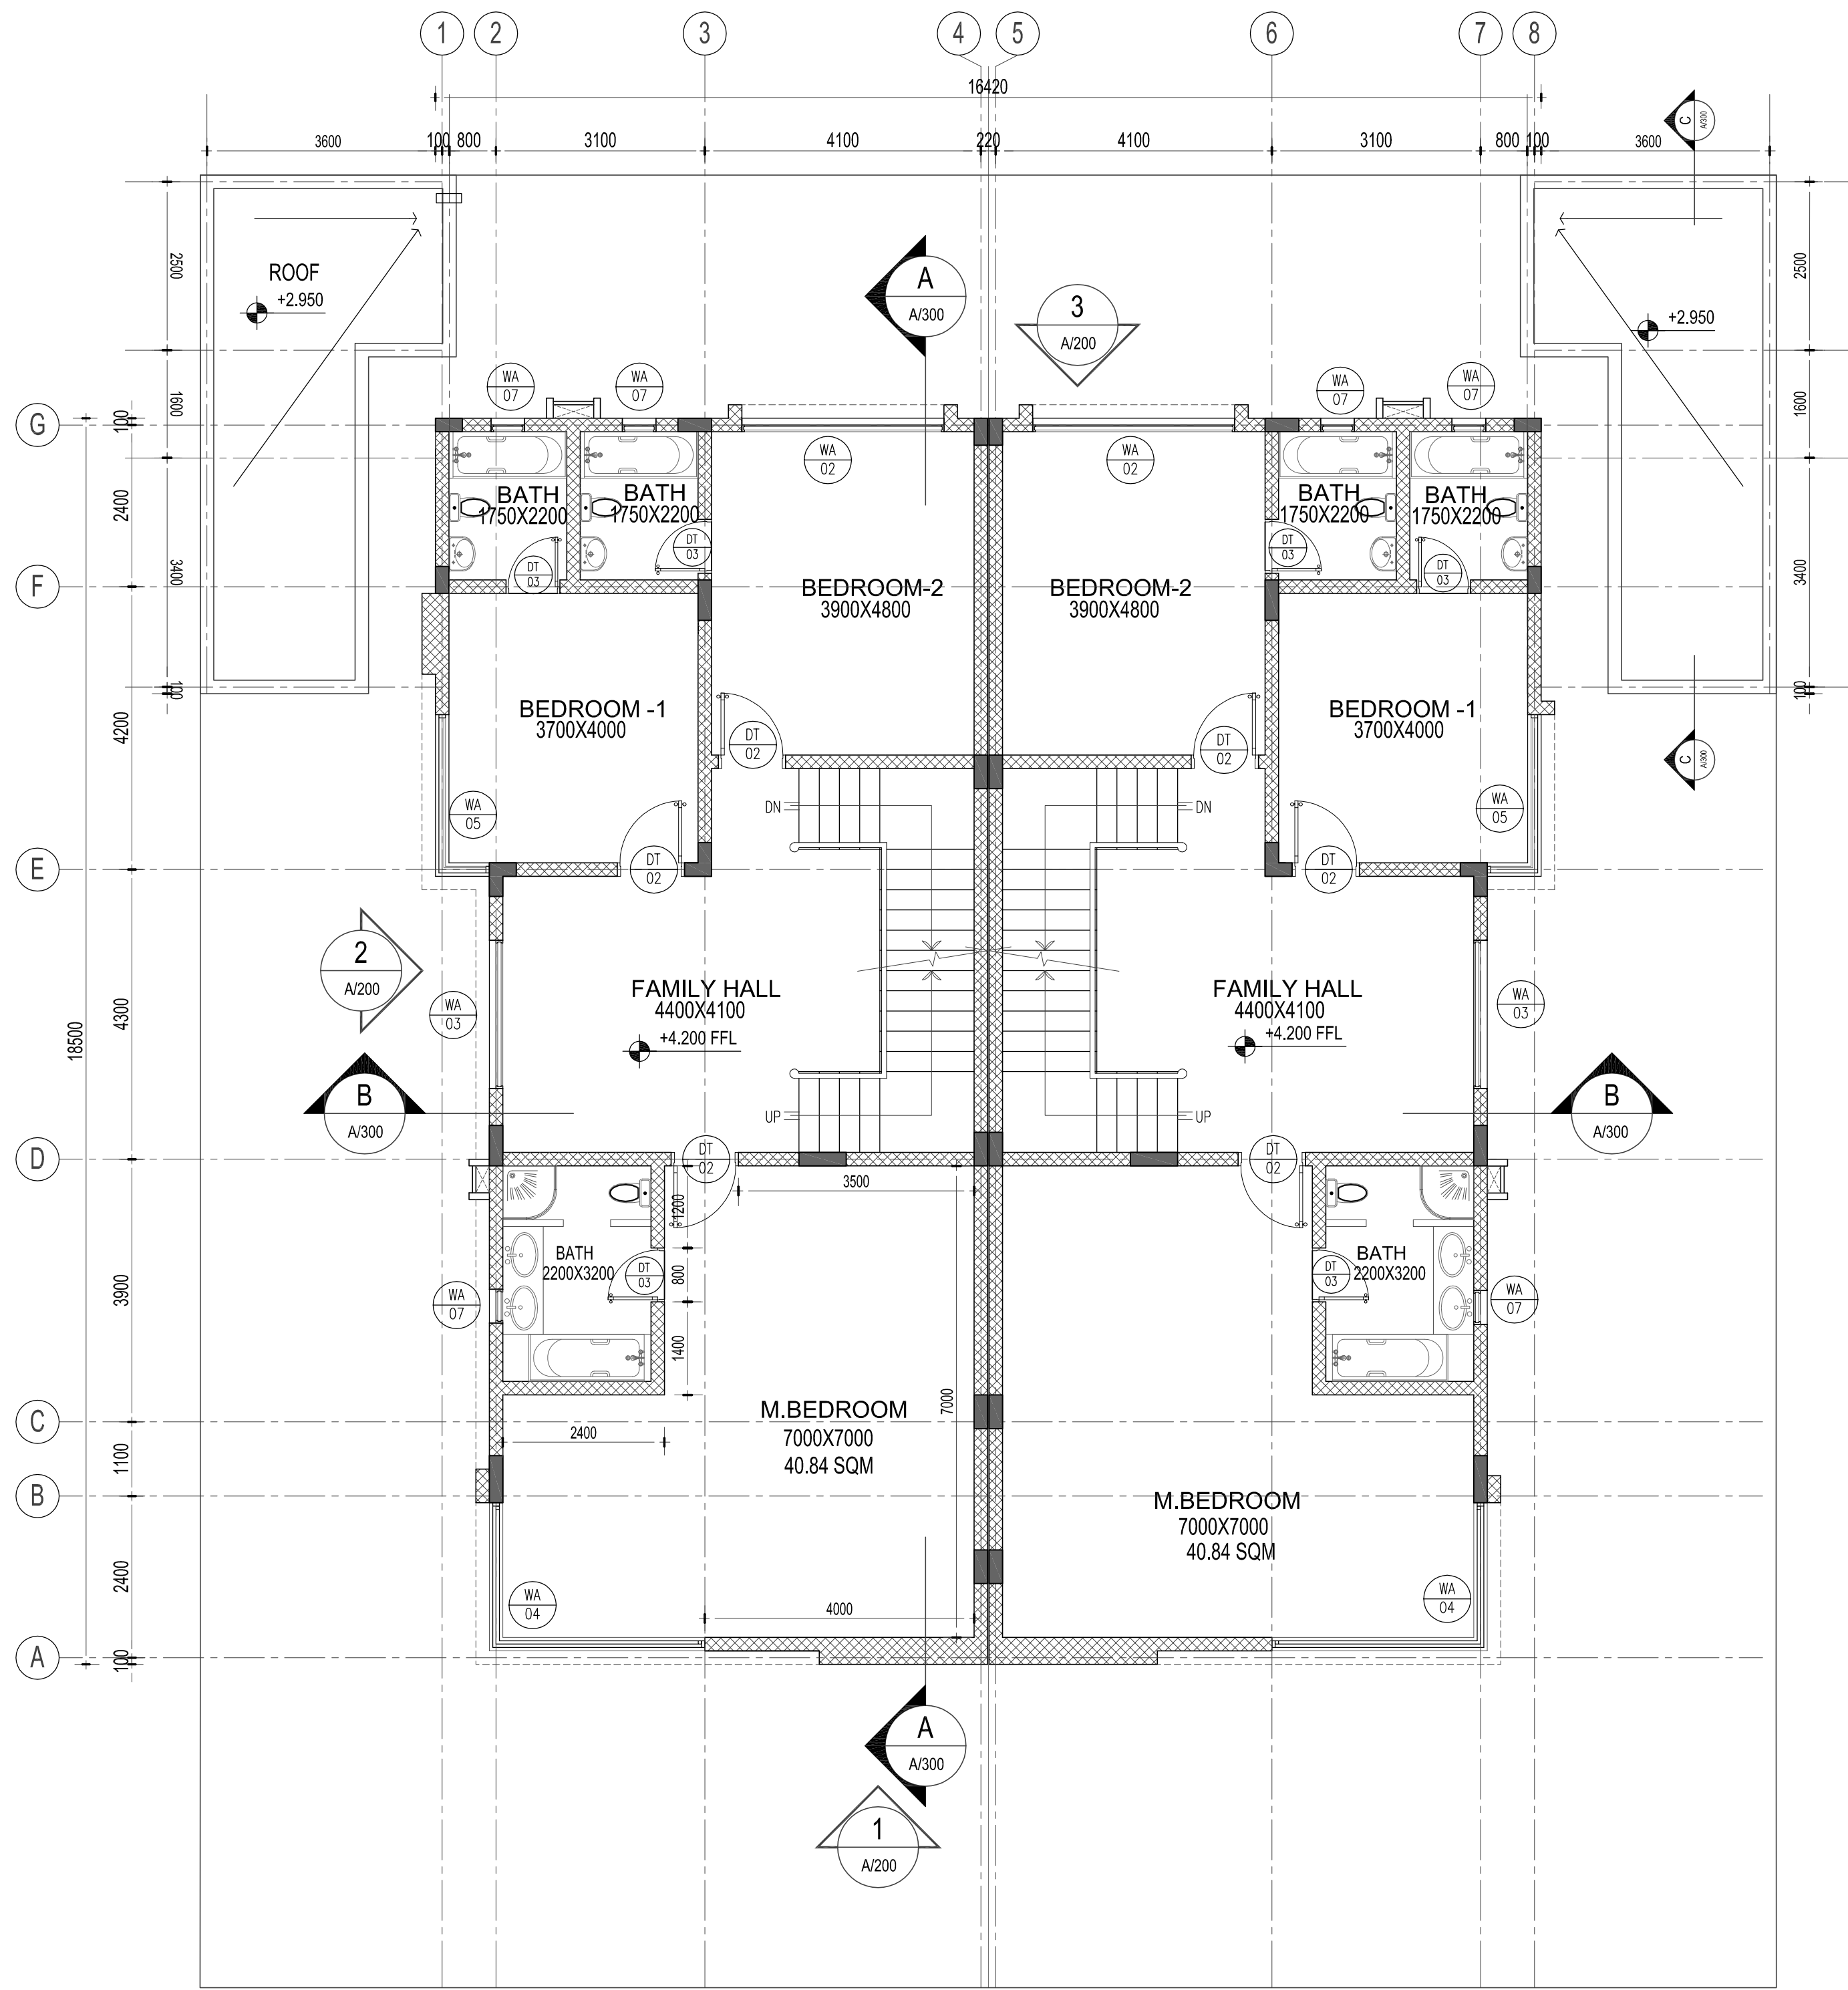 1 2 3 4 5 6 7 8
16420
3600 100 800 3100 4100 220 4100 3100 800 100 3600
C
A/300
2500
ROOF
+2.950
A
A/300
3
A/200
+2.950
2500
1600
1600
WA
07
WA
07
WA
07
WA
07
G
100
WA
02
WA
02
BATH
1750X2200
BATH
1750X2200
BATH
1750X2200
BATH
1750X2200
2400
DT
03
DT
03
DT
03
DT
03
3400
3400
F
BEDROOM-2
3900X4800
BEDROOM-2
3900X4800
100
100
4200
BEDROOM -1
3700X4000
BEDROOM -1
3700X4000
DT
02
DT
02
C
A/300
WA
05
DN
DN
WA
05
E
DT
02
DT
02
2
A/200
WA
03
FAMILY HALL
4400X4100
+4.200 FFL
FAMILY HALL
4400X4100
+4.200 FFL
WA
03
4300
18500
B
A/300
UP
UP
B
A/300
D
DT
02
DT
02
3500
1200
BATH
2200X3200
DT
03
800
DT
03
BATH
2200X3200
3900
WA
07
WA
07
1400
7000
C
M.BEDROOM
7000X7000
40.84 SQM
2400
1100
B
M.BEDROOM
7000X7000
40.84 SQM
2400
WA
04
4000
WA
04
A
100
A
A/300
1
A/200